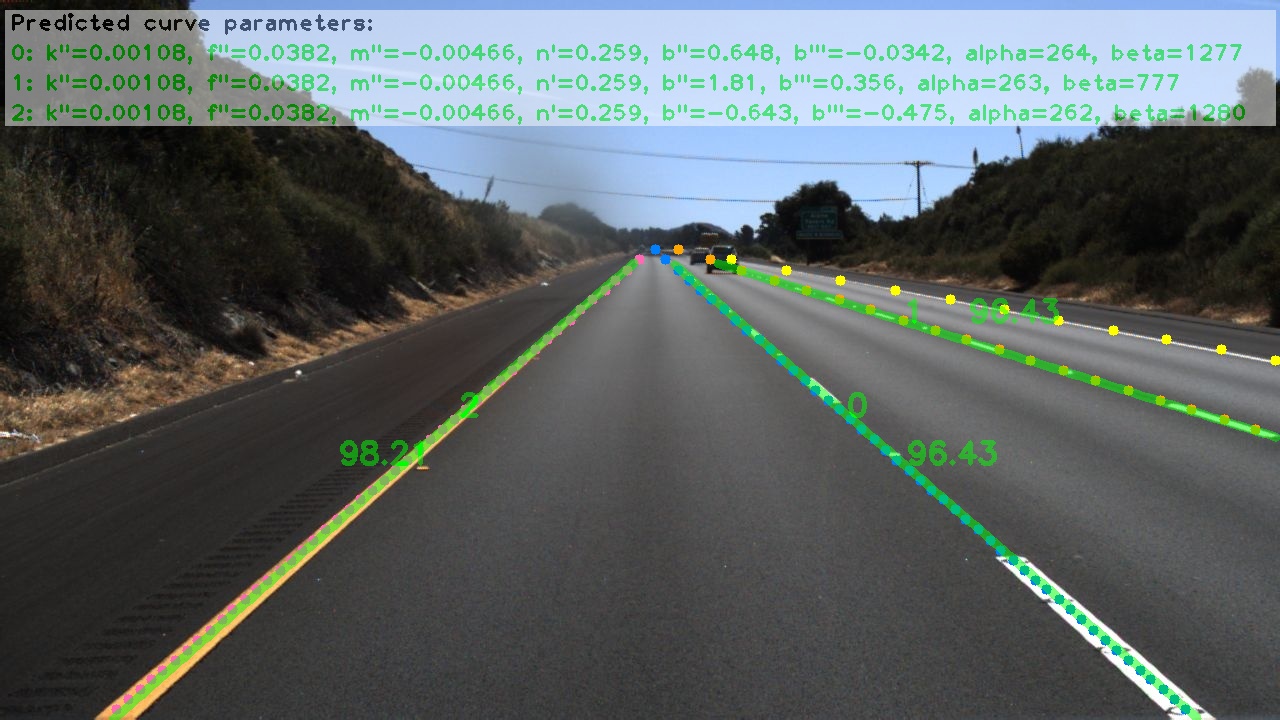 Predicted curve parameters:
0: k''=0.00108, f''=0.0382, m''=-0.00466, n'=0.259, b''=0.648, b'''=-0.0342, alpha=264, beta=1277
1: k''=0.00108, f''=0.0382, m''=-0.00466, n'=0.259, b''=1.81, b'''=0.356, alpha=263, beta=777
2: k''=0.00108, f''=0.0382, m''=-0.00466, n'=0.259, b''=-0.643, b'''=-0.475, alpha=262, beta=1280
1 98.43
2 0
98.21 96.43